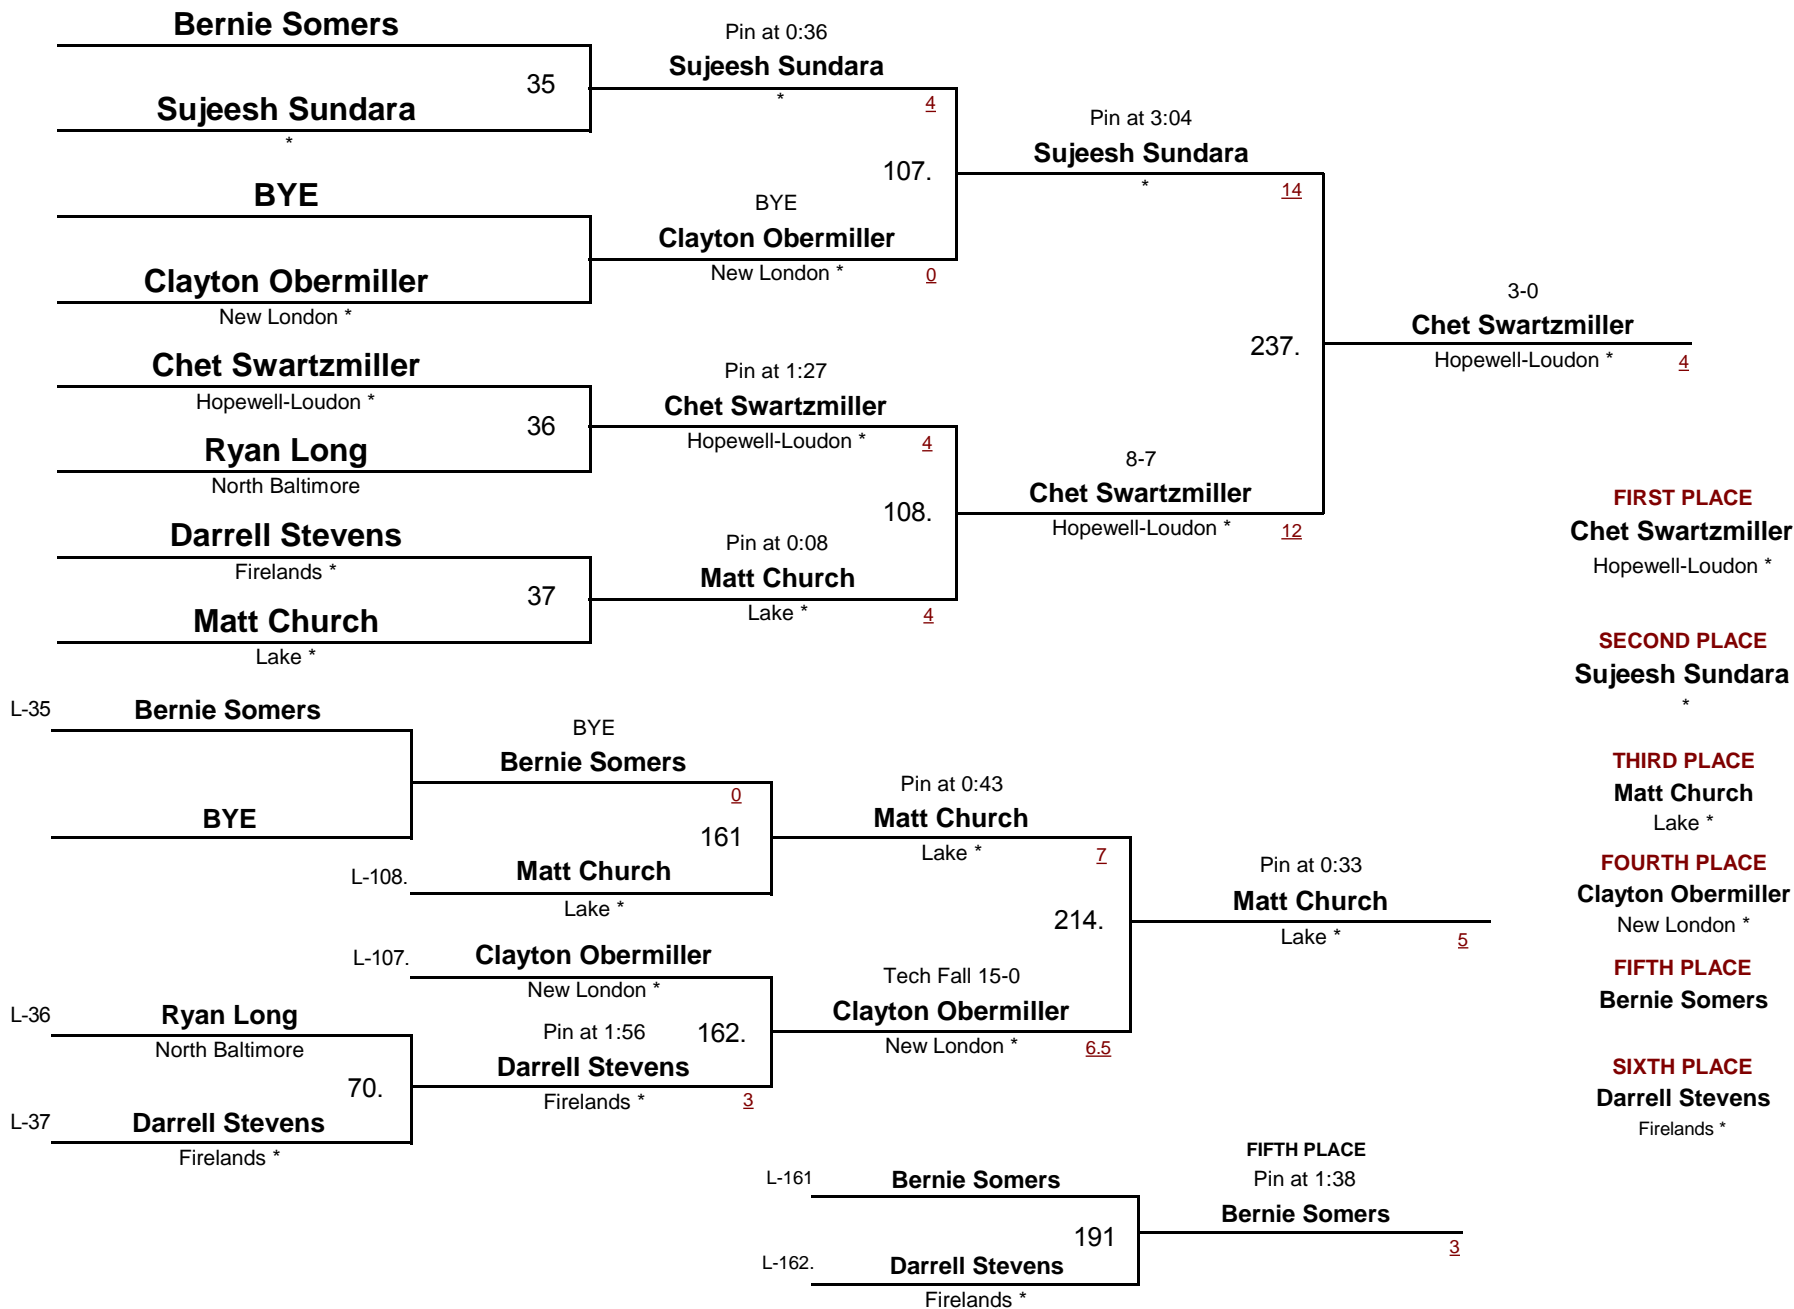 Bernie Somers
35
Sujeesh Sundara
*
BYE
Clayton Obermiller
New London *
Chet Swartzmiller
Hopewell-Loudon *
36
Ryan Long
North Baltimore
Darrell Stevens
Firelands *
37
Matt Church
Lake *
Pin at 0:36
Sujeesh Sundara
*
4
107.
BYE
Clayton Obermiller
New London *
0
Pin at 1:27
Chet Swartzmiller
Hopewell-Loudon *
4
108.
Pin at 0:08
Matt Church
Lake *
4
Pin at 3:04
Sujeesh Sundara
*
14
237.
8-7
Chet Swartzmiller
Hopewell-Loudon *
12
3-0
Chet Swartzmiller
Hopewell-Loudon *
4
FIRST PLACE
Chet Swartzmiller
Hopewell-Loudon *
SECOND PLACE
Sujeesh Sundara
*
THIRD PLACE
Matt Church
Lake *
FOURTH PLACE
Clayton Obermiller
New London *
FIFTH PLACE
Bernie Somers
SIXTH PLACE
Darrell Stevens
Firelands *
L-35
Bernie Somers
BYE
BYE
Bernie Somers
0
161
L-108.
Matt Church
Lake *
L-107.
Clayton Obermiller
New London *
L-36
Ryan Long
North Baltimore
70.
L-37
Darrell Stevens
Firelands *
Pin at 1:56
162.
Darrell Stevens
Firelands *
3
Pin at 0:43
Matt Church
Lake *
7
214.
Tech Fall 15-0
Clayton Obermiller
New London *
6.5
Pin at 0:33
Matt Church
Lake *
5
L-161
Bernie Somers
191
L-162.
Darrell Stevens
Firelands *
FIFTH PLACE
Pin at 1:38
Bernie Somers
3